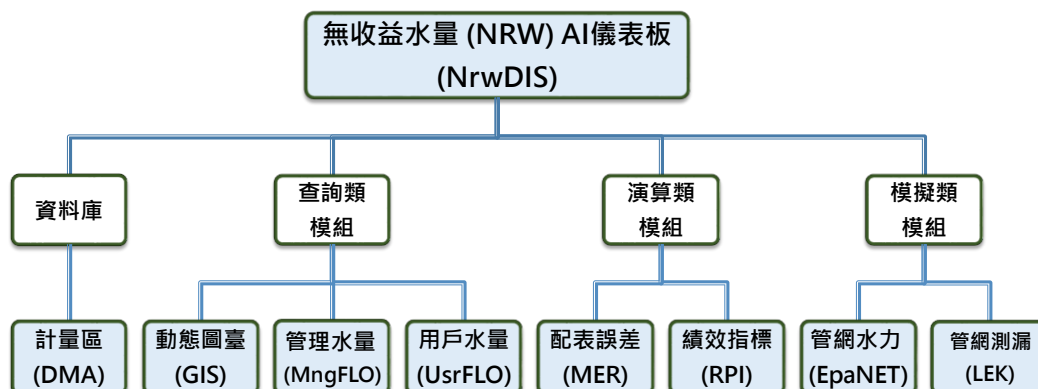 無收益水量 (NRW) AI儀表板
(NrwDIS)
資料庫
查詢類
模組
演算類
模組
模擬類
模組
計量區
(DMA)
動態圖臺
(GIS)
管理水量
(MngFLO)
用戶水量
(UsrFLO)
配表誤差
(MER)
績效指標
(RPI)
管網水力
(EpaNET)
管網測漏
(LEK)